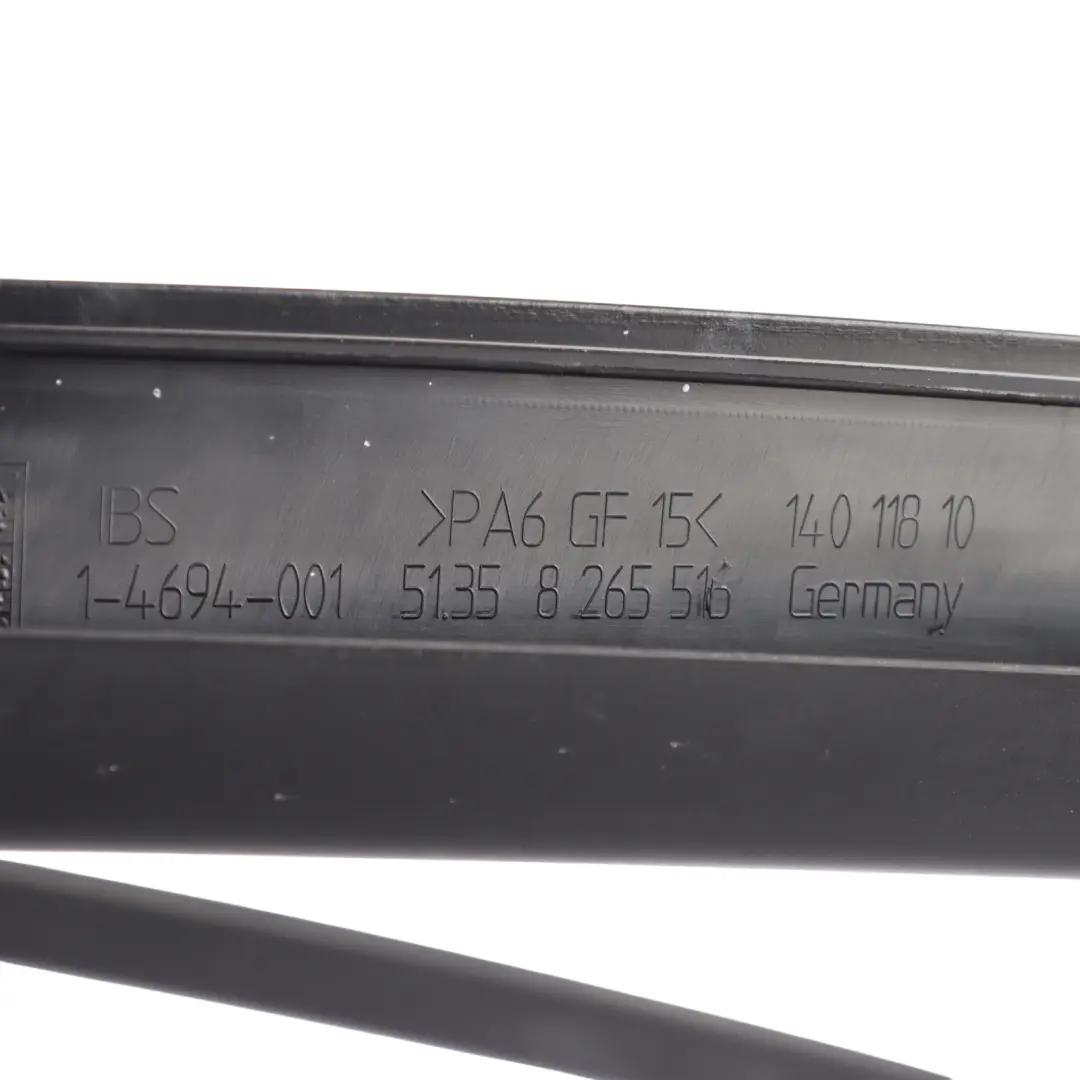 IBS >PA6 GF 15< 140 118 10
1-4694-001 51.35 8 265 516 Germany